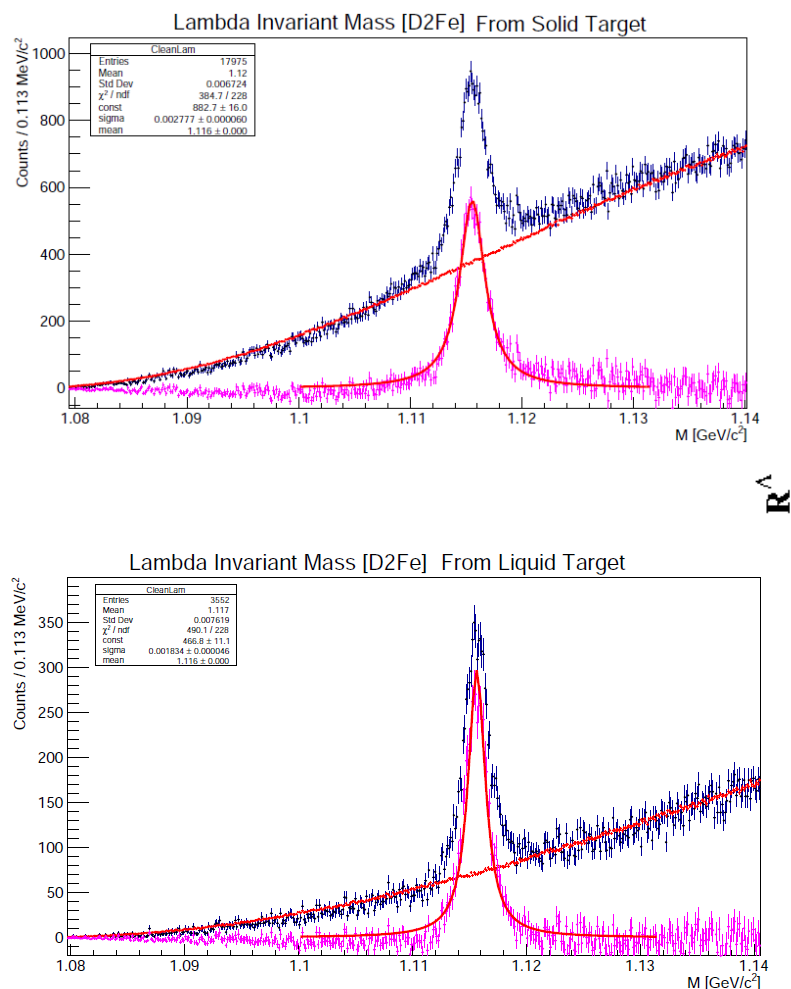 Lambda Invariant Mass [D2Fe] From Solid Target
Counts / 0.113 MeV/c²
CleanLam
Entries 17975
Mean 1.12
Std Dev 0.006724
χ² / ndf 384.7 / 228
const 882.7 ± 16.0
sigma 0.002777 ± 0.000060
mean 1.116 ± 0.000
1000
800
600
400
200
0
1.08 1.09 1.1 1.11 1.12 1.13 1.14
M [GeV/c²]
R^
Lambda Invariant Mass [D2Fe] From Liquid Target
Counts / 0.113 MeV/c²
CleanLam
Entries 3552
Mean 1.117
Std Dev 0.007619
χ² / ndf 490.1 / 228
const 466.8 ± 11.1
sigma 0.001834 ± 0.000046
mean 1.116 ± 0.000
350
300
250
200
150
100
50
0
1.08 1.09 1.1 1.11 1.12 1.13 1.14
M [GeV/c²]